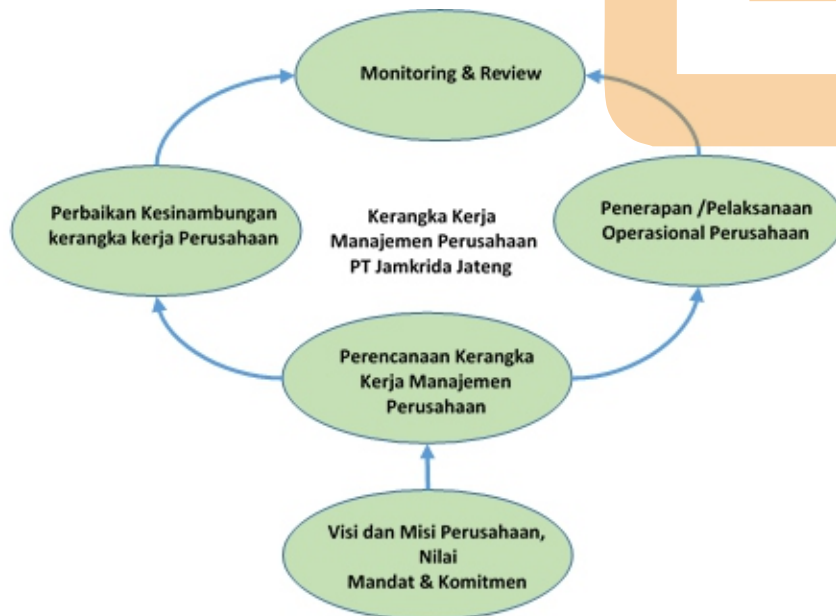 Monitoring & Review
Perbaikan Kesinambungan
kerangka kerja Perusahaan
Kerangka Kerja
Manajemen Perusahaan
PT Jamkrida Jateng
Penerapan /Pelaksanaan
Operasional Perusahaan
Perencanaan Kerangka
Kerja Manajemen
Perusahaan
Visi dan Misi Perusahaan,
Nilai
Mandat & Komitmen